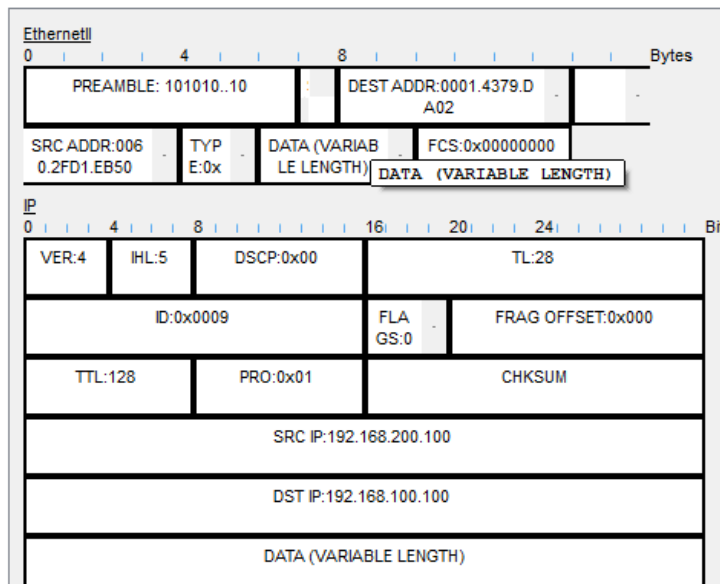 EthernetII
0 4 8 Bytes
PREAMBLE: 101010..10
DEST ADDR:0001.4379.D
A02
SRC ADDR:006
0.2FD1.EB50
TYP
E:0x
DATA (VARIAB
LE LENGTH)
FCS:0x00000000
DATA (VARIABLE LENGTH)
IP
0 4 8 16 20 24 Bit
VER:4 IHL:5 DSCP:0x00 TL:28
ID:0x0009
FLA
GS:0
FRAG OFFSET:0x000
TTL:128 PRO:0x01 CHKSUM
SRC IP:192.168.200.100
DST IP:192.168.100.100
DATA (VARIABLE LENGTH)